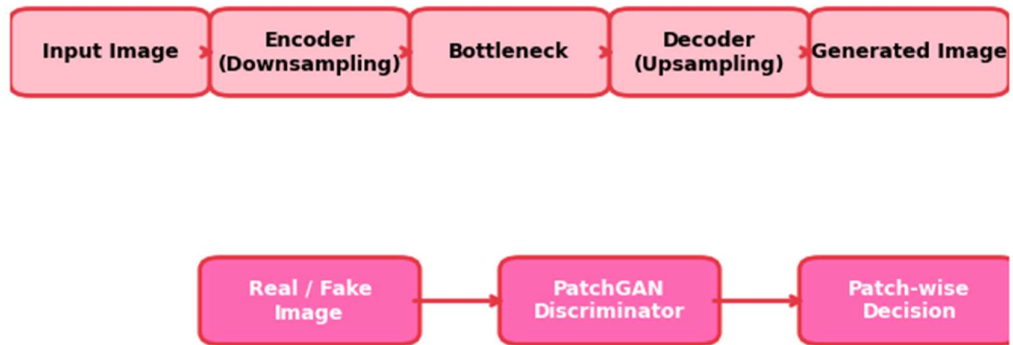 Input Image
Encoder
(Downsampling)
Bottleneck
Decoder
(Upsampling)
Generated Image
Real / Fake
Image
PatchGAN
Discriminator
Patch-wise
Decision